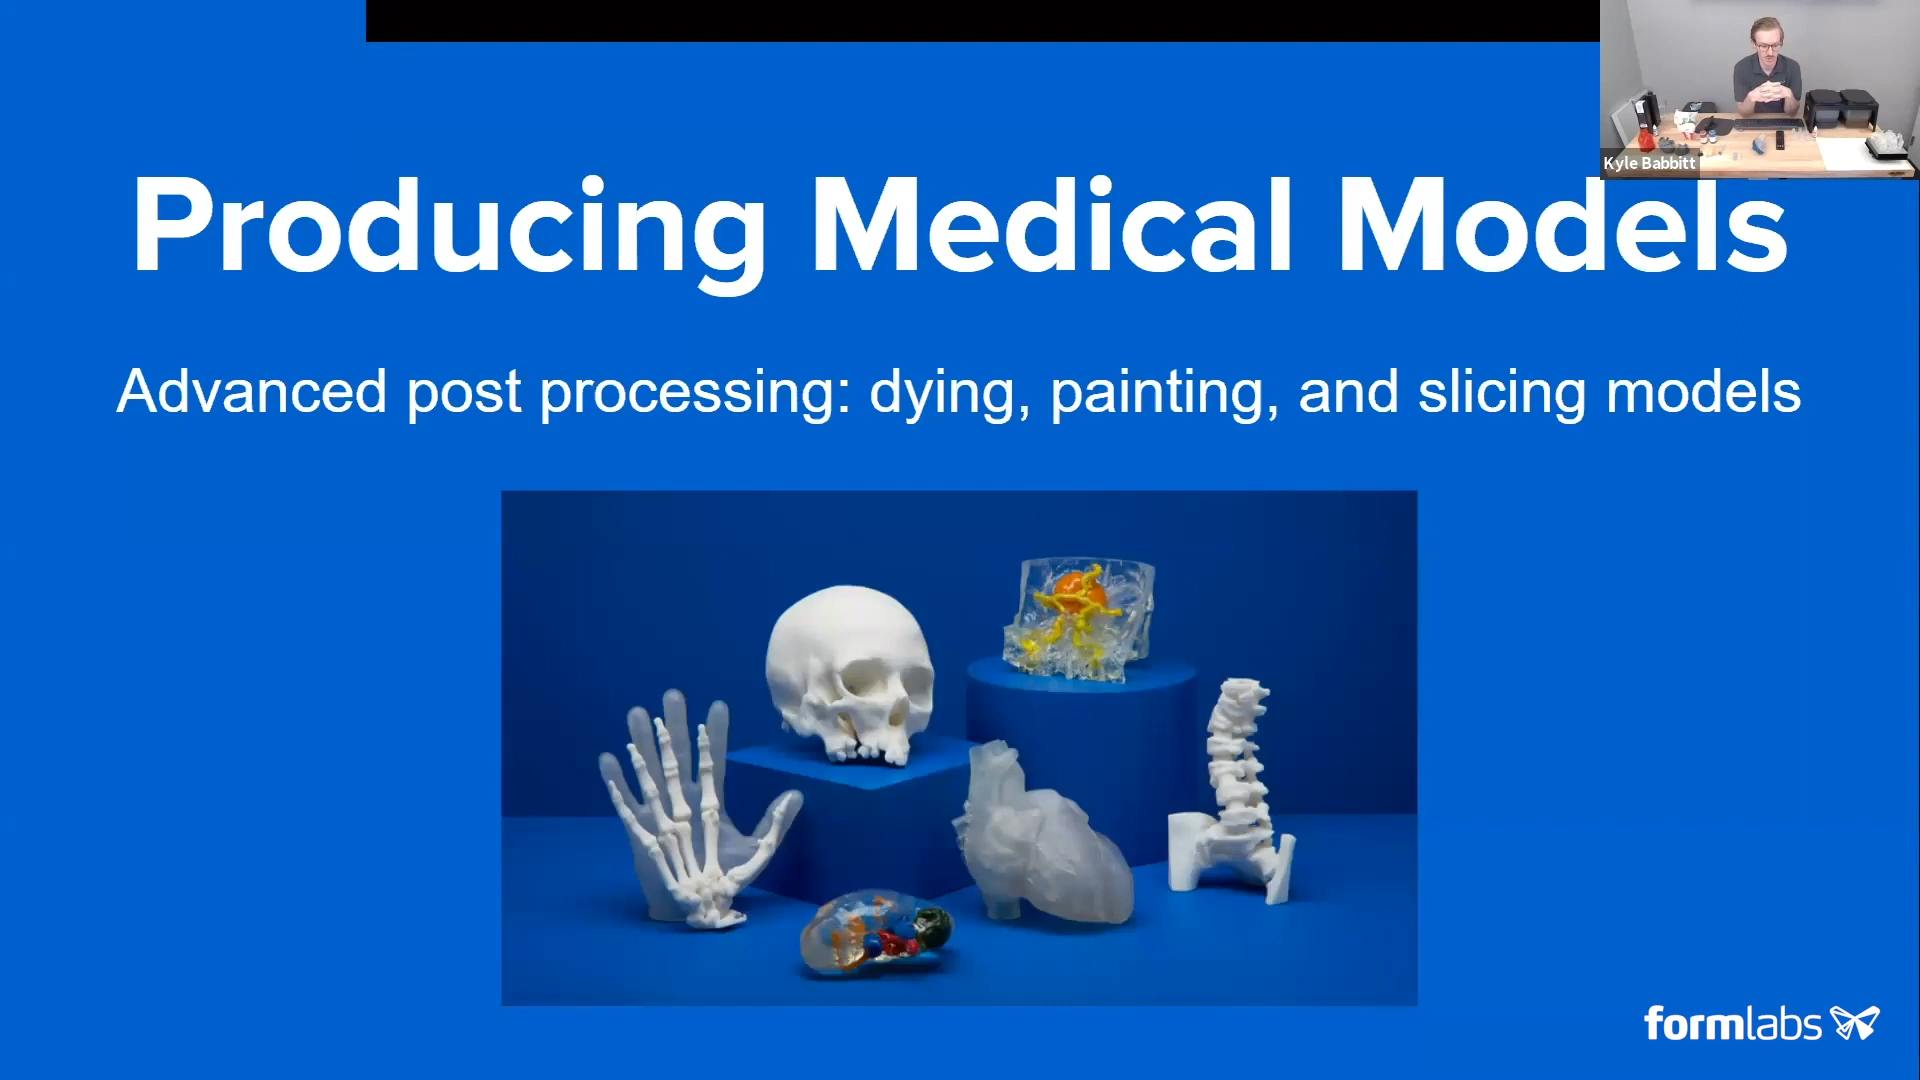 Kyle Babbitt
Producing Medical Models
Advanced post processing: dying, painting, and slicing models
formlabs